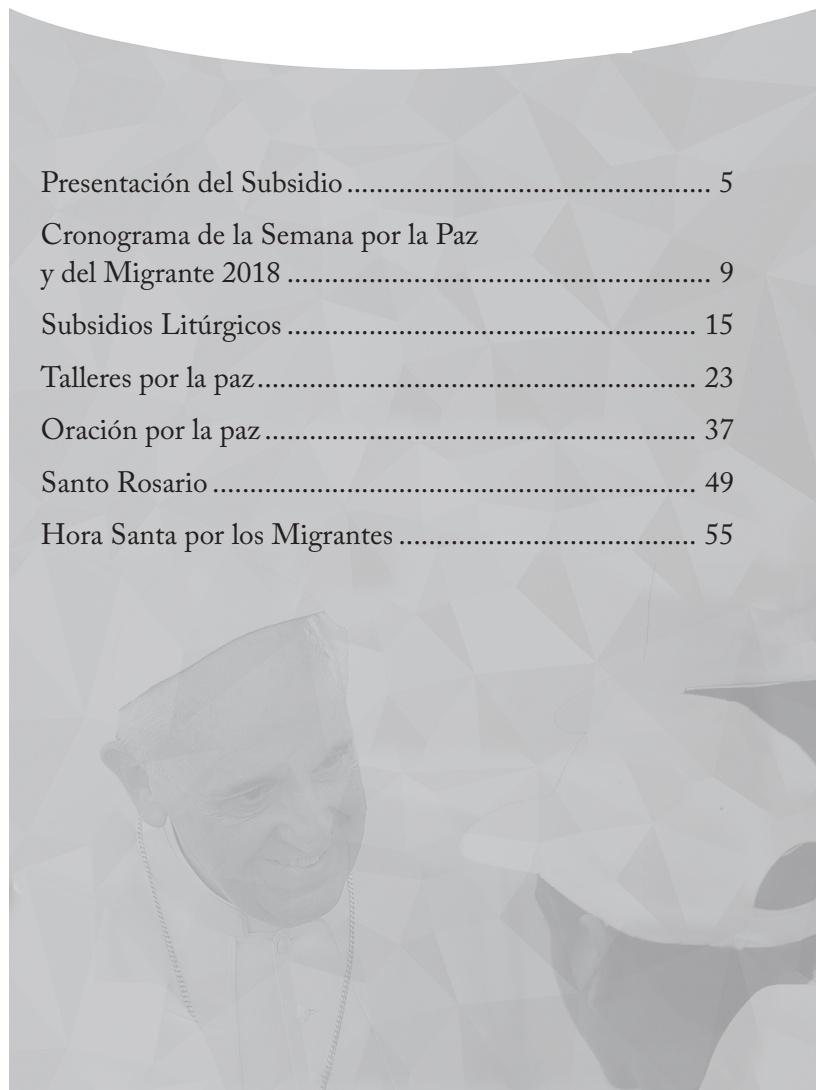 Presentación del Subsidio ................................................ 5
Cronograma de la Semana por la Paz
y del Migrante 2018 ........................................................ 9
Subsidios Litúrgicos ...................................................... 15
Talleres por la paz.......................................................... 23
Oración por la paz ......................................................... 37
Santo Rosario ................................................................ 49
Hora Santa por los Migrantes ....................................... 55